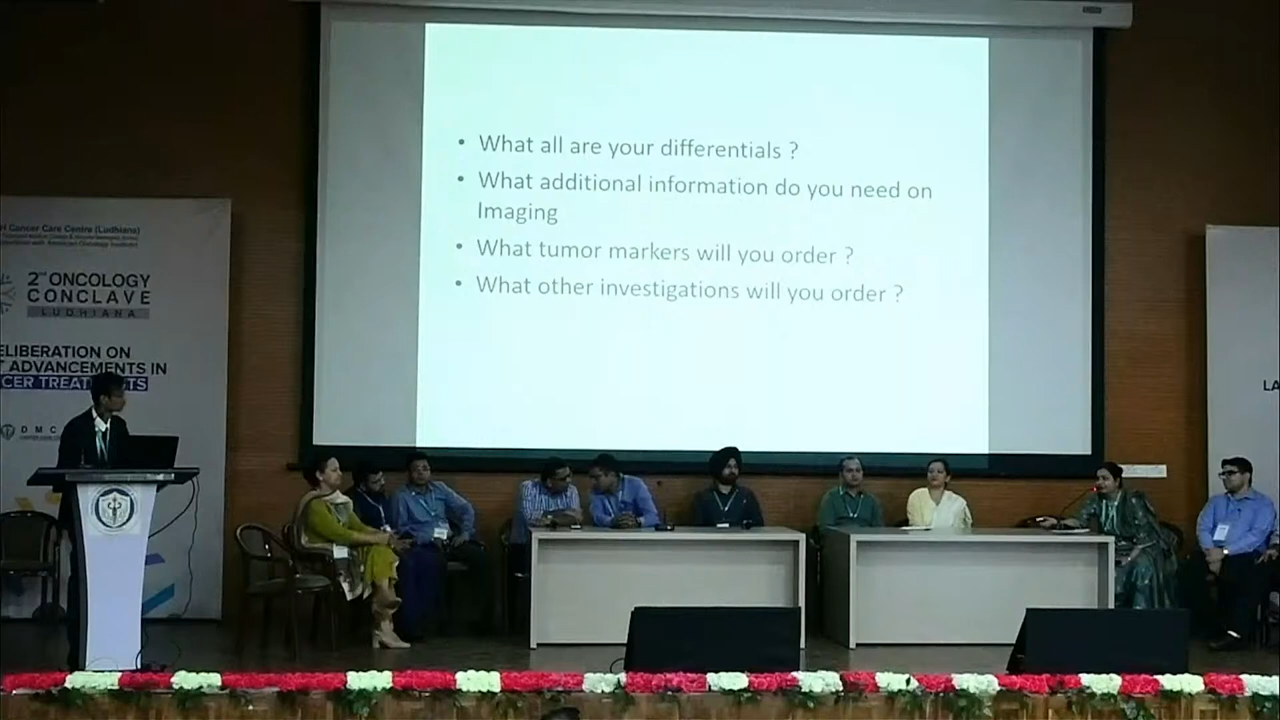 • What all are your differentials ?
• What additional information do you need on
Imaging
• What tumor markers will you order ?
• What other investigations will you order ?
Cancer Care Centre (Ludhiana)
2nd ONCOLOGY
CONCLAVE
LUDHIANA
ELIBERATION ON
T ADVANCEMENTS IN
CER TREAT TS
D M C
LA